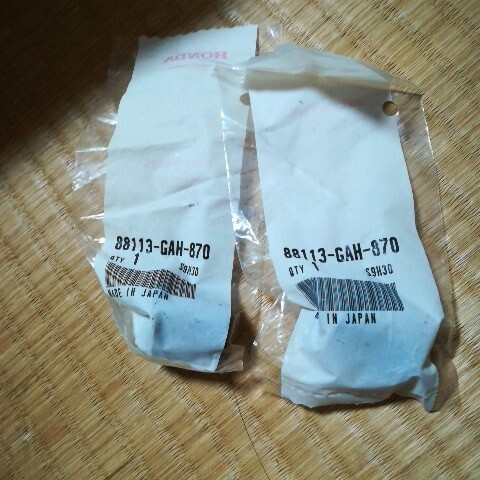 HONDA
88113-GAH-870
QTY 1 S9H30
MADE IN JAPAN
88113-GAH-870
QTY 1 S9H30
IN JAPAN